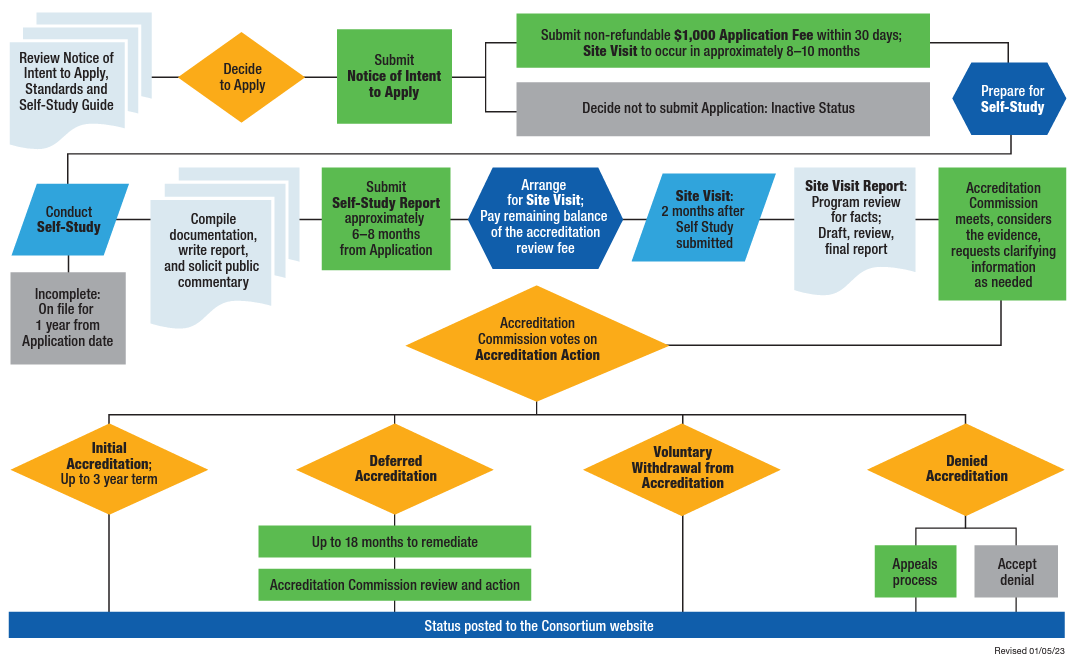 Review Notice of
Intent to Apply,
Standards and
Self-Study Guide
Decide
to Apply
Submit
Notice of Intent
to Apply
Submit non-refundable $1,000 Application Fee within 30 days;
Site Visit to occur in approximately 8–10 months
Decide not to submit Application: Inactive Status
Prepare for
Self-Study
Conduct
Self-Study
Incomplete:
On file for
1 year from
Application date
Compile
documentation,
write report,
and solicit public
commentary
Submit
Self-Study Report
approximately
6–8 months
from Application
Arrange
for Site Visit;
Pay remaining balance
of the accreditation
review fee
Site Visit:
2 months after
Self Study
submitted
Site Visit Report:
Program review
for facts;
Draft, review,
final report
Accreditation
Commission
meets, considers
the evidence,
requests clarifying
information
as needed
Accreditation
Commission votes on
Accreditation Action
Initial
Accreditation;
Up to 3 year term
Deferred
Accreditation
Up to 18 months to remediate
Accreditation Commission review and action
Voluntary
Withdrawal from
Accreditation
Denied
Accreditation
Appeals
process
Accept
denial
Status posted to the Consortium website
Revised 01/05/23